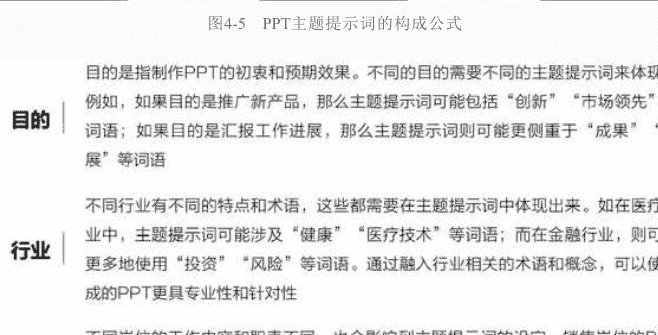 图4-5 PPT主题提示词的构成公式
目的是指制作PPT的初衷和预期效果。不同的目的需要不同的主题提示词来体现
例如，如果目的是推广新产品，那么主题提示词可能包括“创新”“市场领先”
目的
词语；如果目的是汇报工作进展，那么主题提示词则可能更侧重于“成果”“
展”等词语
不同行业有不同的特点和术语，这些都需要在主题提示词中体现出来。如在医疗
业中，主题提示词可能涉及“健康”“医疗技术”等词语；而在金融行业，则可
行业
更多地使用“投资”“风险”等词语。通过融入行业相关的术语和概念，可以使
成的PPT更具专业性和针对性